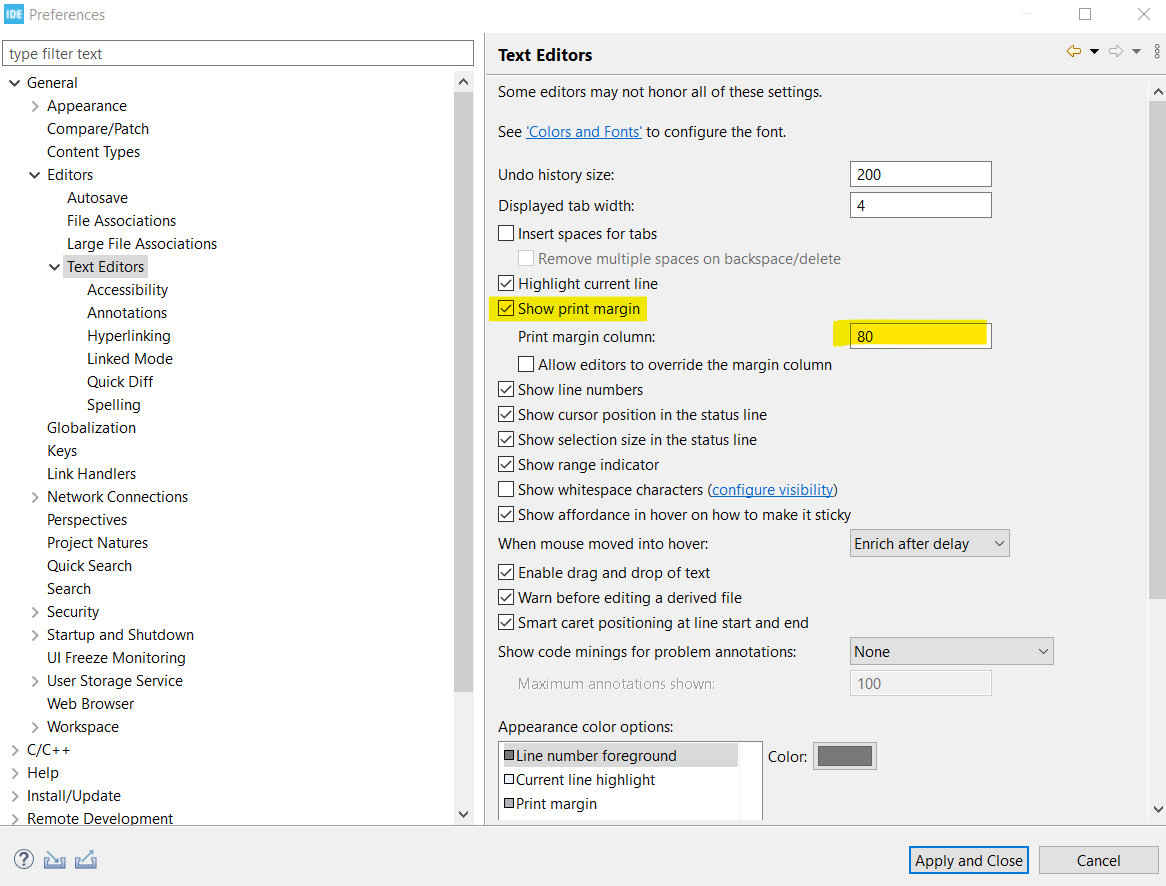 IDE Preferences
type filter text
General
Appearance
Compare/Patch
Content Types
Editors
Autosave
File Associations
Large File Associations
Text Editors
Accessibility
Annotations
Hyperlinking
Linked Mode
Quick Diff
Spelling
Globalization
Keys
Link Handlers
Network Connections
Perspectives
Project Natures
Quick Search
Search
Security
Startup and Shutdown
UI Freeze Monitoring
User Storage Service
Web Browser
Workspace
C/C++
Help
Install/Update
Remote Development
Text Editors
Some editors may not honor all of these settings.
See 'Colors and Fonts' to configure the font.
Undo history size: 200
Displayed tab width: 4
Insert spaces for tabs
Remove multiple spaces on backspace/delete
Highlight current line
Show print margin
Print margin column: 80
Allow editors to override the margin column
Show line numbers
Show cursor position in the status line
Show selection size in the status line
Show range indicator
Show whitespace characters (configure visibility)
Show affordance in hover on how to make it sticky
When mouse moved into hover: Enrich after delay
Enable drag and drop of text
Warn before editing a derived file
Smart caret positioning at line start and end
Show code minings for problem annotations: None
Maximum annotations shown: 100
Appearance color options:
Line number foreground Color:
Current line highlight
Print margin
? Apply and Close Cancel